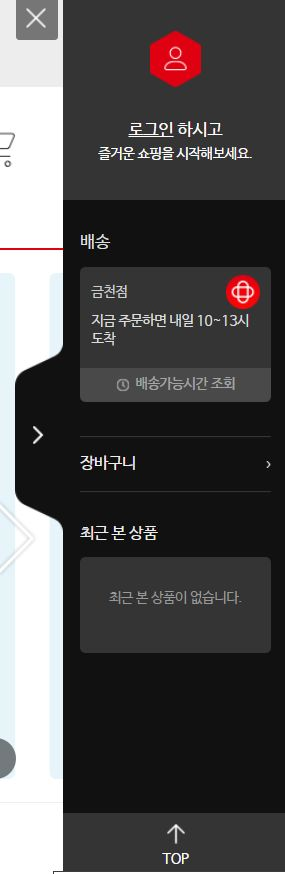 로그인 하시고
즐거운 쇼핑을 시작해보세요.
배송
금천점
지금 주문하면 내일 10~13시
도착
배송가능시간 조회
장바구니
최근 본 상품
최근 본 상품이 없습니다.
TOP